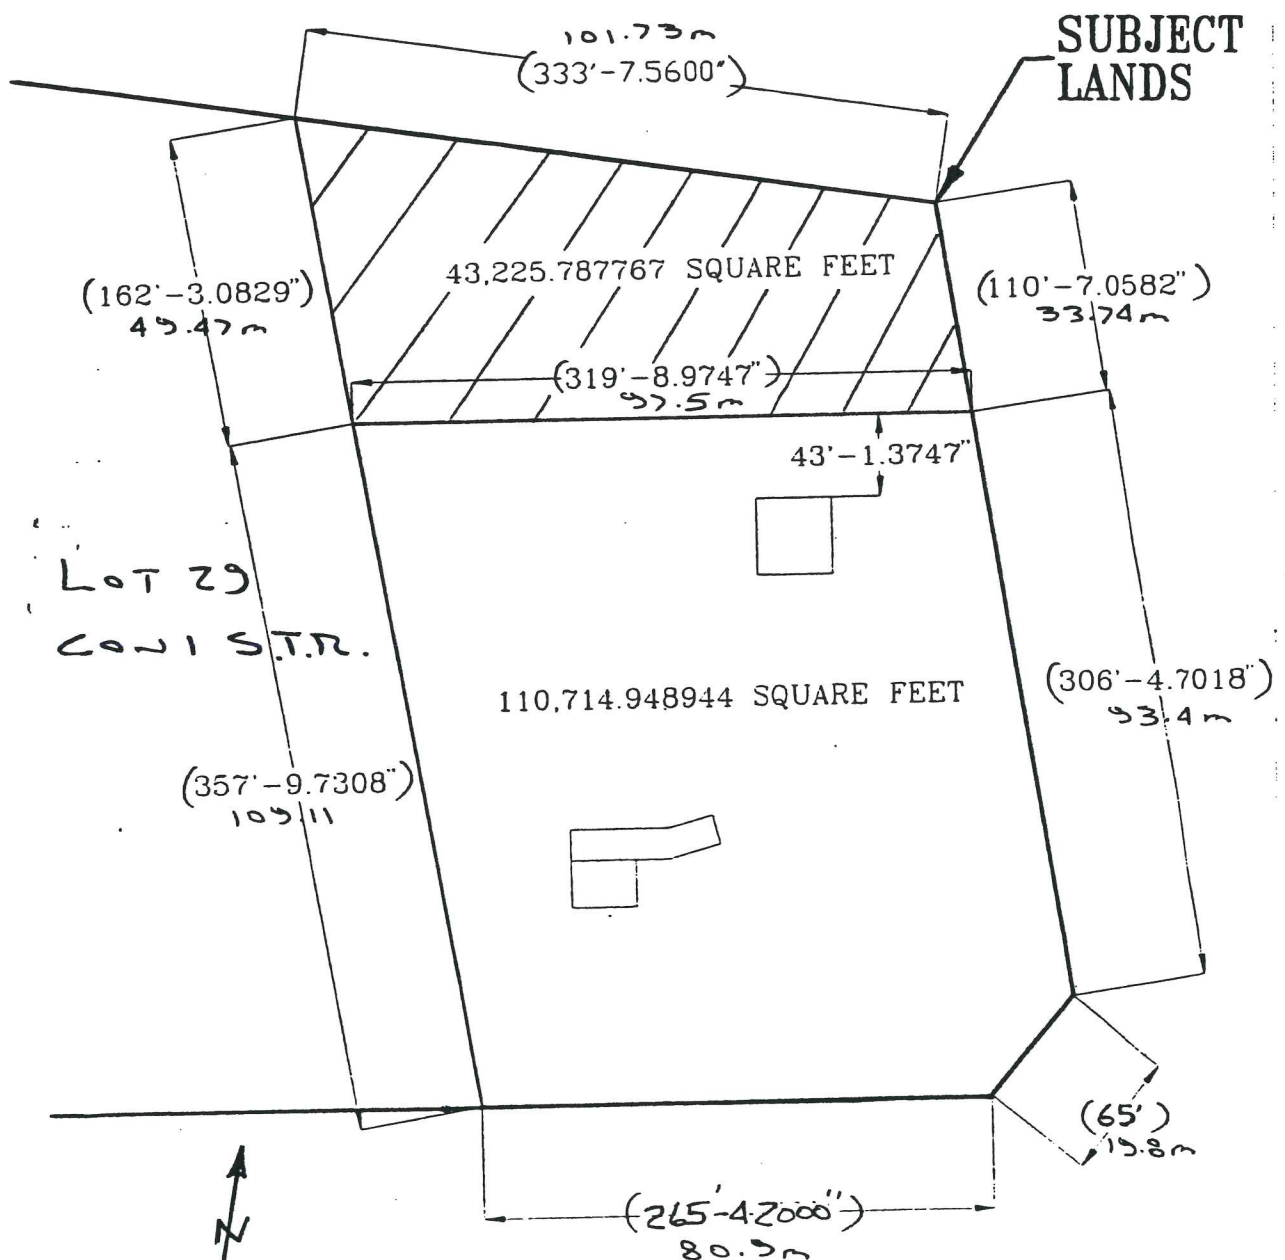 101.73m
(333'-7.5600")
SUBJECT
LANDS
43,225.787767 SQUARE FEET
(162'-3.0829")
49.47m
(110'-7.0582")
33.74m
(319'-8.9747")
97.5m
43'-1.3747"
LOT 29
CON 1 S.T.R.
110,714.948944 SQUARE FEET
(306'-4.7018")
93.4m
(357'-9.7308")
109.11
(65')
19.8m
(265'-4.2000")
80.9m
N